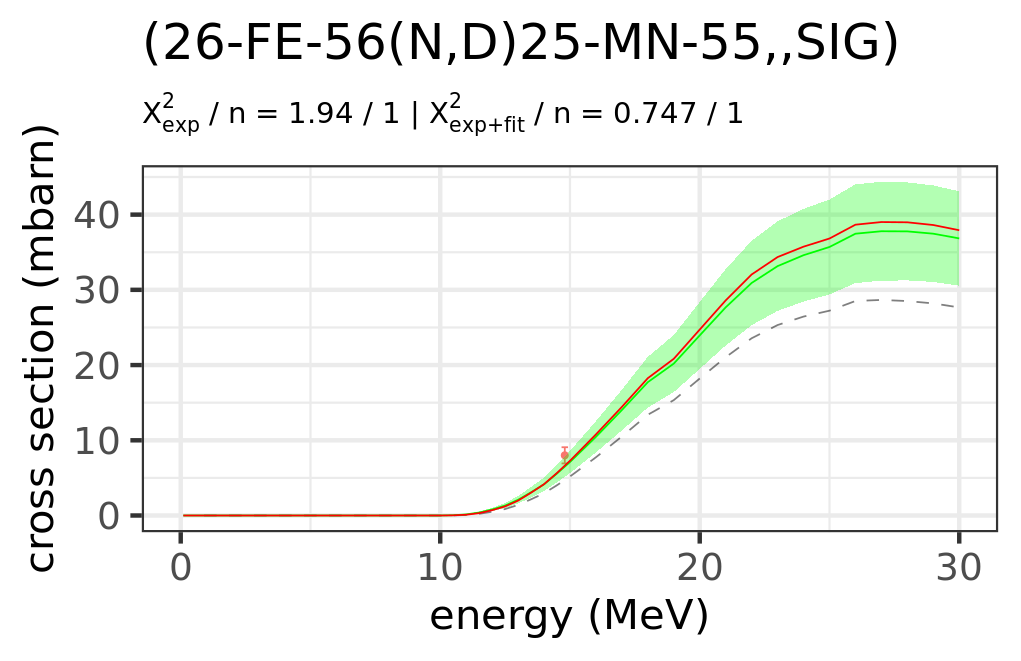 (26-FE-56(N,D)25-MN-55,,SIG)
X²exp / n = 1.94 / 1 | X²exp+fit / n = 0.747 / 1
cross section (mbarn)
40
30
20
10
0
0 10 20 30
energy (MeV)